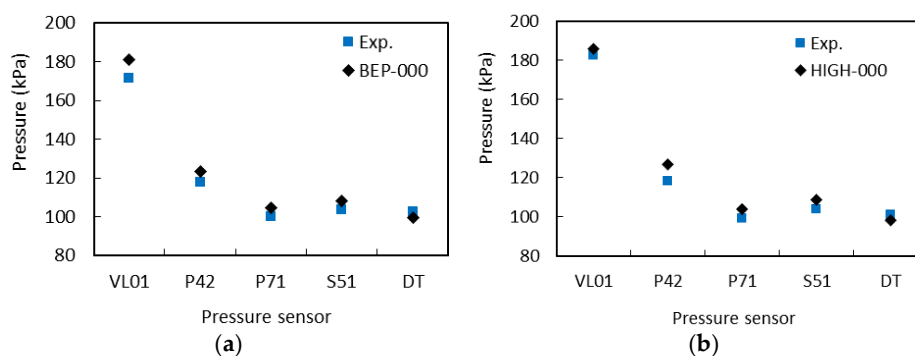 200
180
160
140
120
100
80
Pressure (kPa)
Exp.
BEP-000
VL01 P42 P71 S51 DT
Pressure sensor
(a)
200
180
160
140
120
100
80
Pressure (kPa)
Exp.
HIGH-000
VL01 P42 P71 S51 DT
Pressure sensor
(b)